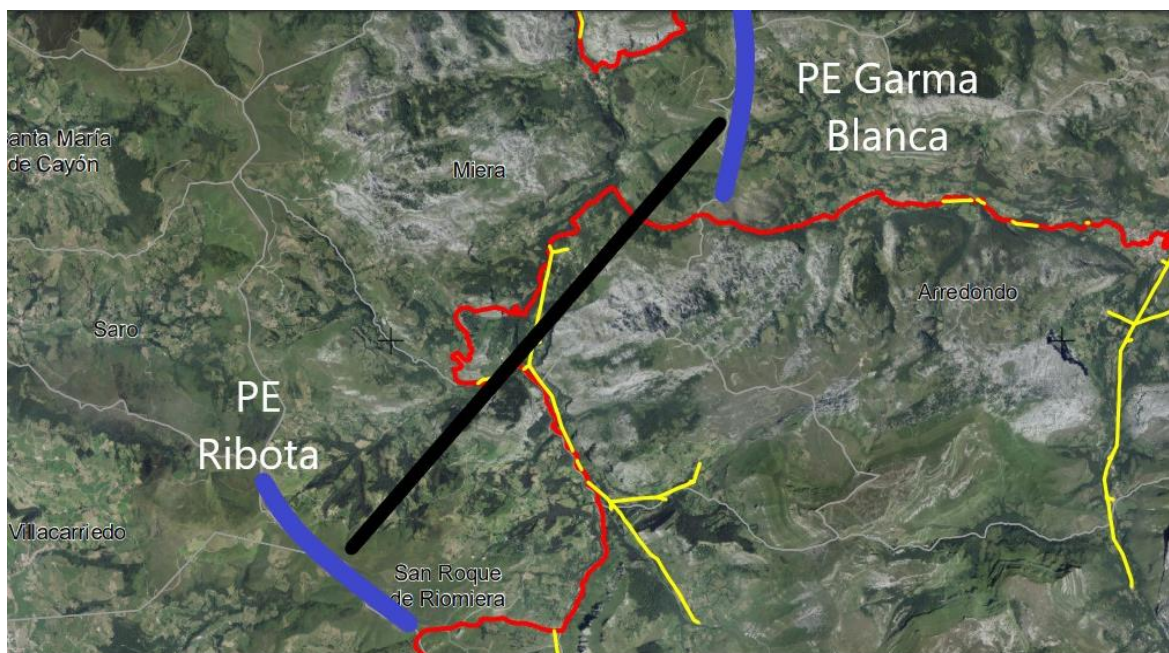 PE Garma
Blanca
anta María
de Cayón
Miera
Arredondo
Saro
PE
Ribota
Villacarriedo
San Roque
de Riomiera